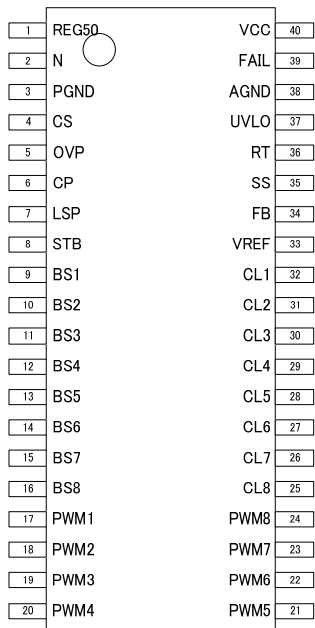 1 REG50 VCC 40
2 N FAIL 39
3 PGND AGND 38
4 CS UVLO 37
5 OVP RT 36
6 CP SS 35
7 LSP FB 34
8 STB VREF 33
9 BS1 CL1 32
10 BS2 CL2 31
11 BS3 CL3 30
12 BS4 CL4 29
13 BS5 CL5 28
14 BS6 CL6 27
15 BS7 CL7 26
16 BS8 CL8 25
17 PWM1 PWM8 24
18 PWM2 PWM7 23
19 PWM3 PWM6 22
20 PWM4 PWM5 21